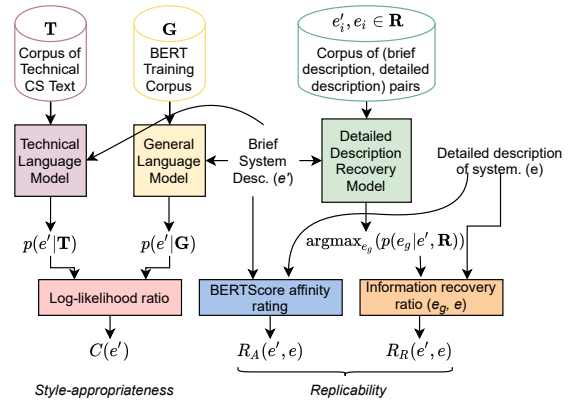 T
Corpus of
Technical
CS Text
G
BERT
Training
Corpus
e′ᵢ, eᵢ ∈ R
Corpus of (brief
description, detailed
description) pairs
Technical
Language
Model
General
Language
Model
Brief
System
Desc. (e')
Detailed
Description
Recovery
Model
Detailed description
of system. (e)
p(e′|T)
p(e′|G)
argmax_{e_g}(p(e_g|e′, R))
Log-likelihood ratio
BERTScore affinity
rating
Information recovery
ratio (e_g, e)
C(e′)
R_A(e′, e)
R_R(e′, e)
Style-appropriateness
Replicability